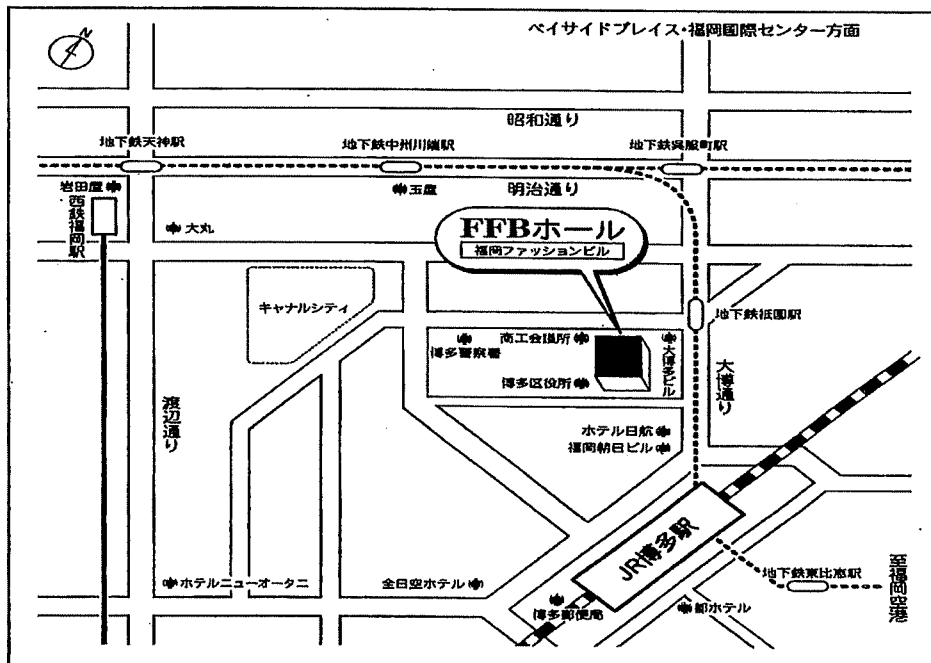 N
ベイサイドプレイス・福岡國際センター方面
昭和通り
地下鉄天神駅
地下鉄中州川端駅
地下鉄呉服町駅
岩田屋
玉屋
明治通り
西鉄福岡駅
大丸
FFBホール
福岡ファッションビル
キャナルシティ
地下鉄祇園駅
博多警察署
商工会議所
大博多ビル
博多区役所
大博通り
渡辺通り
ホテル日航
福岡朝日ビル
JR博多駅
ホテルニューオータニ
全日空ホテル
地下鉄東比恵駅
至福岡空港
博多郵便局
都ホテル